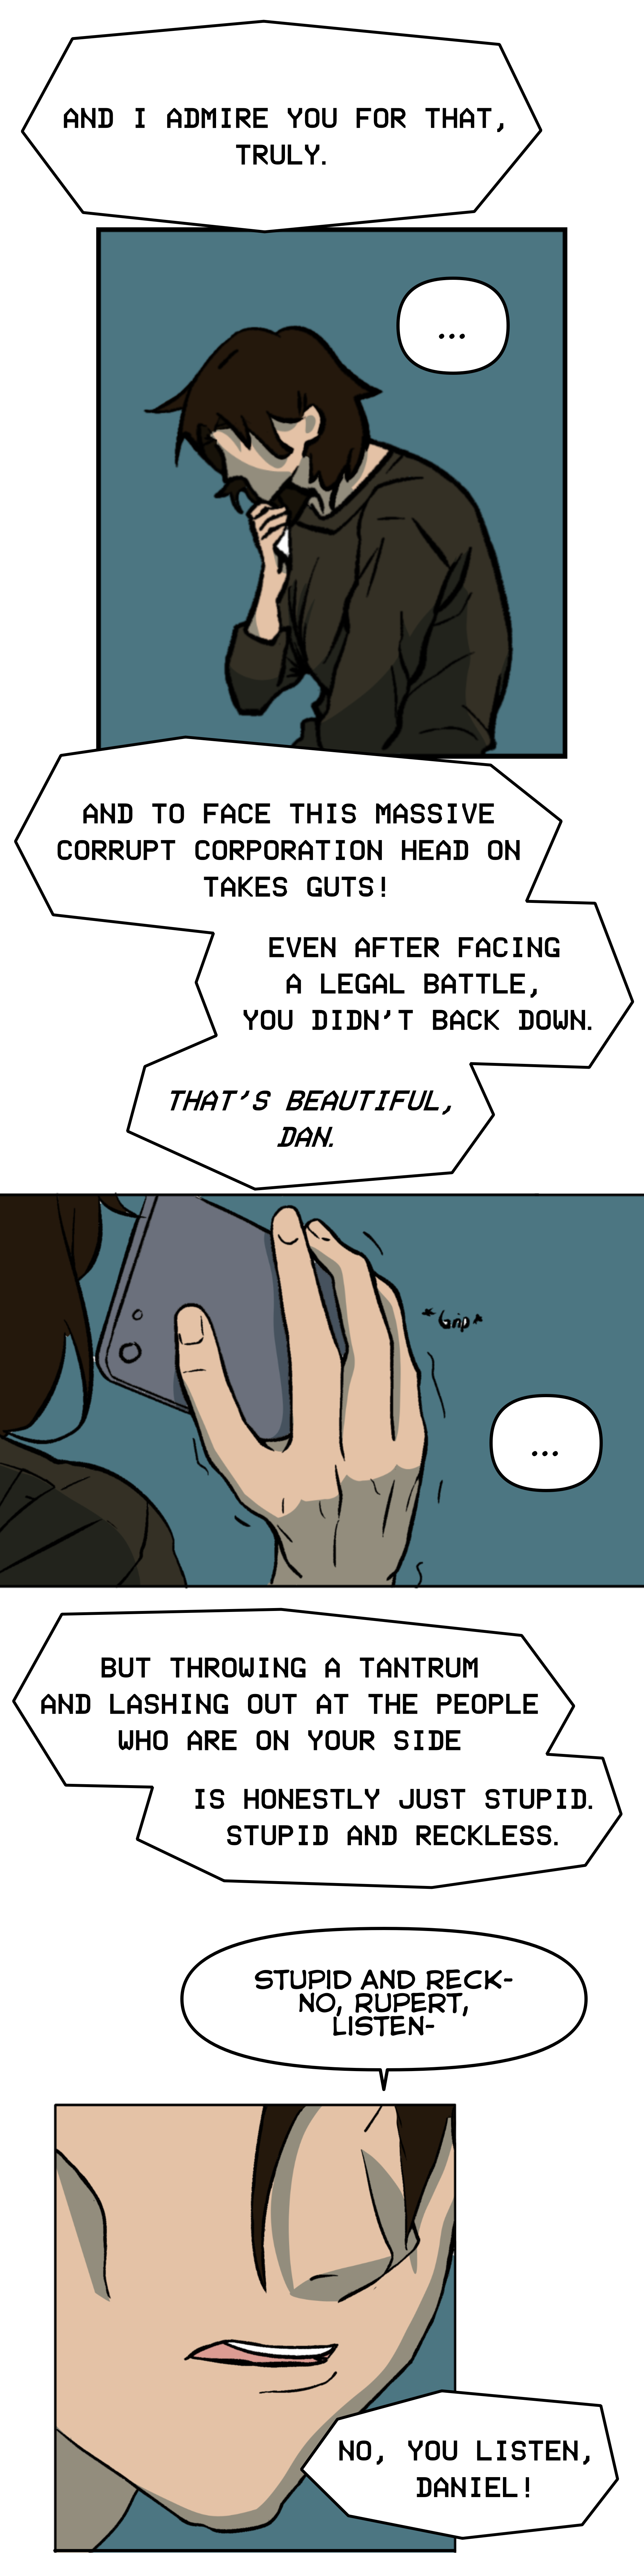 AND I ADMIRE YOU FOR THAT,
TRULY.
...
AND TO FACE THIS MASSIVE
CORRUPT CORPORATION HEAD ON
TAKES GUTS!
EVEN AFTER FACING
A LEGAL BATTLE,
YOU DIDN'T BACK DOWN.
THAT'S BEAUTIFUL,
DAN.
*Grip*
...
BUT THROWING A TANTRUM
AND LASHING OUT AT THE PEOPLE
WHO ARE ON YOUR SIDE
IS HONESTLY JUST STUPID.
STUPID AND RECKLESS.
STUPID AND RECK-
NO, RUPERT,
LISTEN-
NO, YOU LISTEN,
DANIEL!